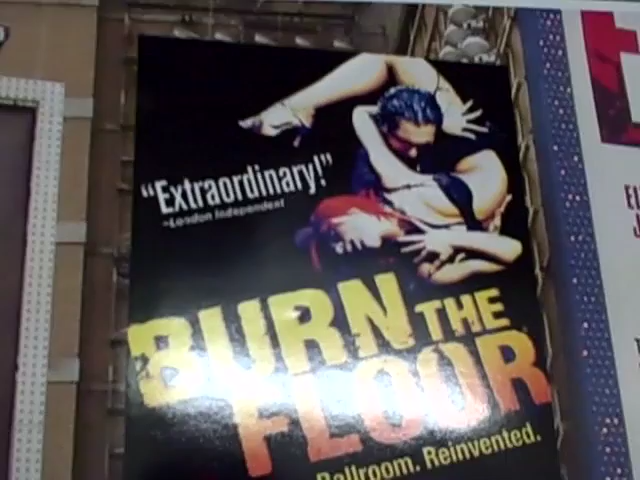 “Extraordinary!”
-London Independent
BURN THE
FLOOR
Ballroom. Reinvented.